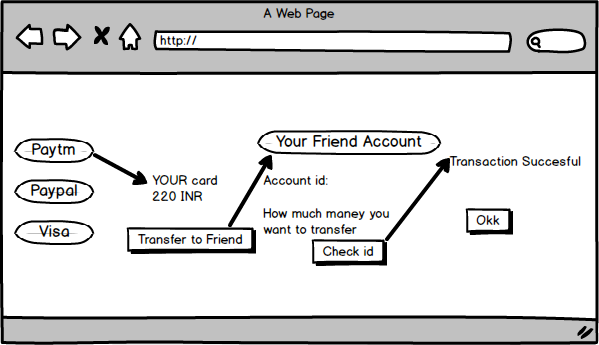 A Web Page
http://
Paytm
Paypal
Visa
YOUR card
220 INR
Transfer to Friend
Your Friend Account
Account id:
How much maney you
want to transfer
Check id
Transaction Succesful
Okk